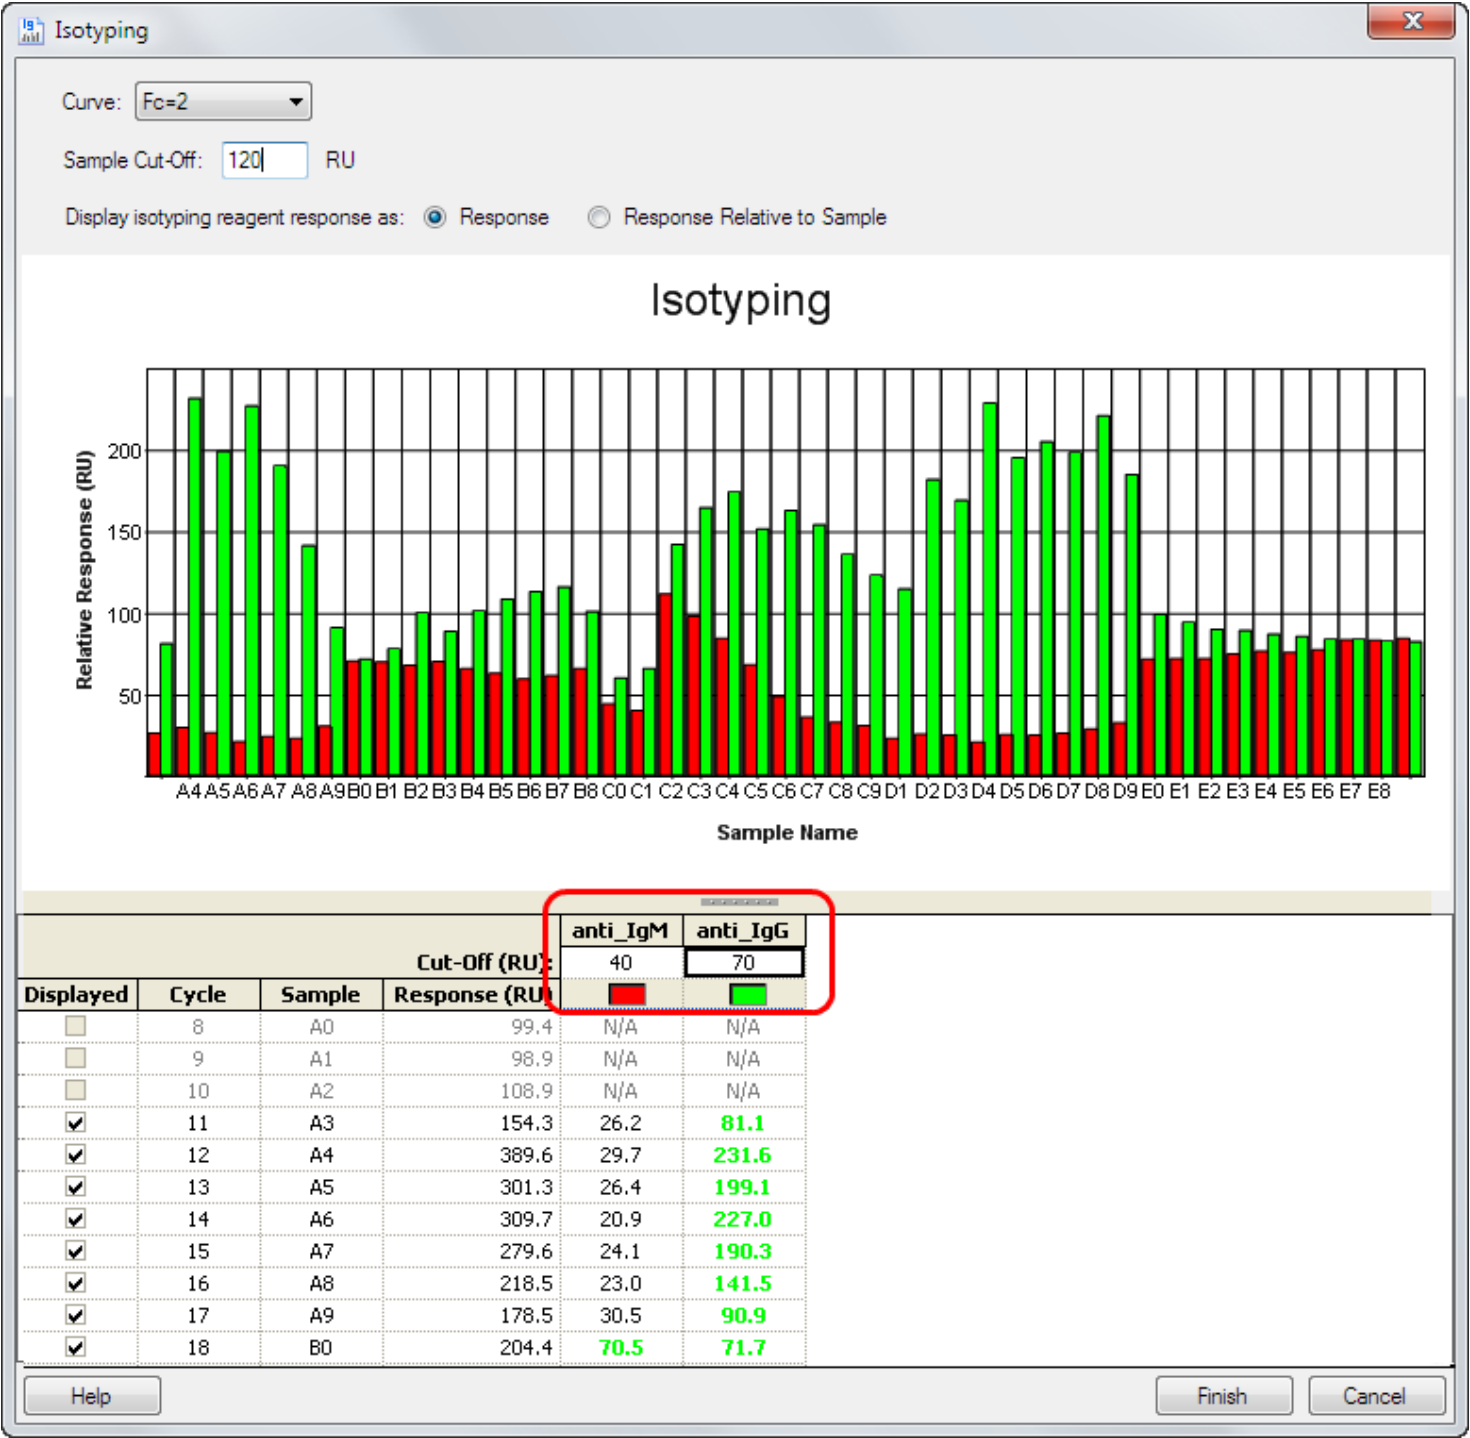 Isotyping
Curve: Fc=2
Sample Cut-Off: 120 RU
Display isotyping reagent response as: Response Response Relative to Sample
Isotyping
Relative Response (RU)
200
150
100
50
A4 A5 A6 A7 A8 A9 B0 B1 B2 B3 B4 B5 B6 B7 B8 C0 C1 C2 C3 C4 C5 C6 C7 C8 C9 D1 D2 D3 D4 D5 D6 D7 D8 D9 E0 E1 E2 E3 E4 E5 E6 E7 E8
Sample Name
anti_IgM anti_IgG
Cut-Off (RU): 40 70
Displayed Cycle Sample Response (RU)
8 A0 99.4 N/A N/A
9 A1 98.9 N/A N/A
10 A2 108.9 N/A N/A
11 A3 154.3 26.2 81.1
12 A4 389.6 29.7 231.6
13 A5 301.3 26.4 199.1
14 A6 309.7 20.9 227.0
15 A7 279.6 24.1 190.3
16 A8 218.5 23.0 141.5
17 A9 178.5 30.5 90.9
18 B0 204.4 70.5 71.7
Help Finish Cancel